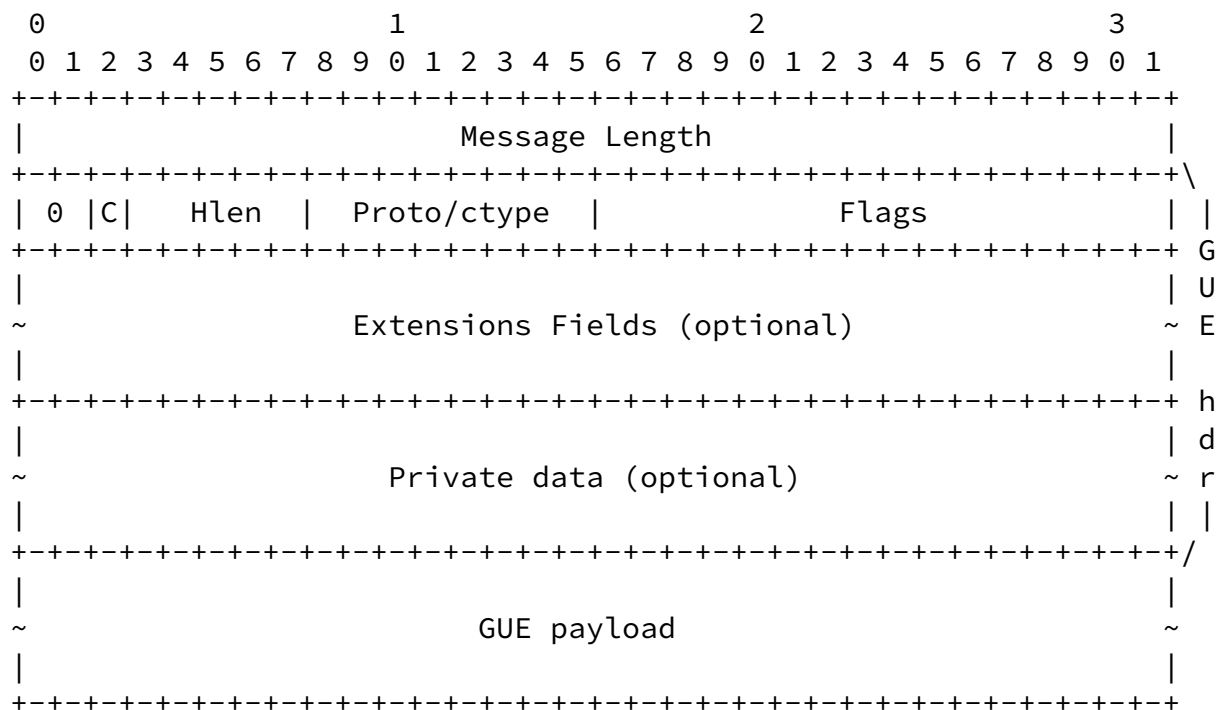 0                   1                   2                   3
 0 1 2 3 4 5 6 7 8 9 0 1 2 3 4 5 6 7 8 9 0 1 2 3 4 5 6 7 8 9 0 1
+-+-+-+-+-+-+-+-+-+-+-+-+-+-+-+-+-+-+-+-+-+-+-+-+-+-+-+-+-+-+-+-+
|                        Message Length                         |
+-+-+-+-+-+-+-+-+-+-+-+-+-+-+-+-+-+-+-+-+-+-+-+-+-+-+-+-+-+-+-+-+\
| 0 |C|   Hlen  |  Proto/ctype  |             Flags             | |
+-+-+-+-+-+-+-+-+-+-+-+-+-+-+-+-+-+-+-+-+-+-+-+-+-+-+-+-+-+-+-+-+ G
|                                                               | U
~                  Extensions Fields (optional)                 ~ E
|                                                               |
+-+-+-+-+-+-+-+-+-+-+-+-+-+-+-+-+-+-+-+-+-+-+-+-+-+-+-+-+-+-+-+-+ h
|                                                               | d
~                    Private data (optional)                    ~ r
|                                                               | |
+-+-+-+-+-+-+-+-+-+-+-+-+-+-+-+-+-+-+-+-+-+-+-+-+-+-+-+-+-+-+-+-+/
|                                                               |
~                         GUE payload                           ~
|                                                               |
+-+-+-+-+-+-+-+-+-+-+-+-+-+-+-+-+-+-+-+-+-+-+-+-+-+-+-+-+-+-+-+-+